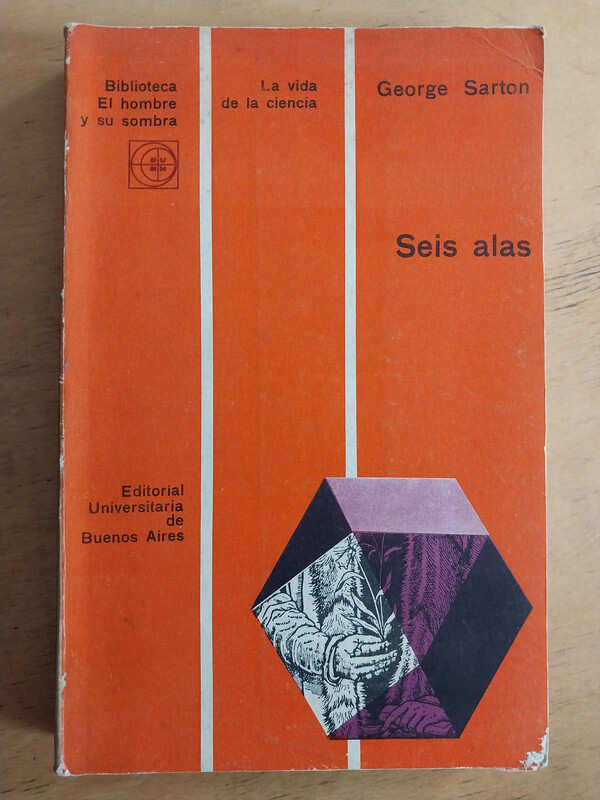 Biblioteca
El hombre
y su sombra
La vida
de la ciencia
George Sarton
Seis alas
Editorial
Universitaria
de
Buenos Aires